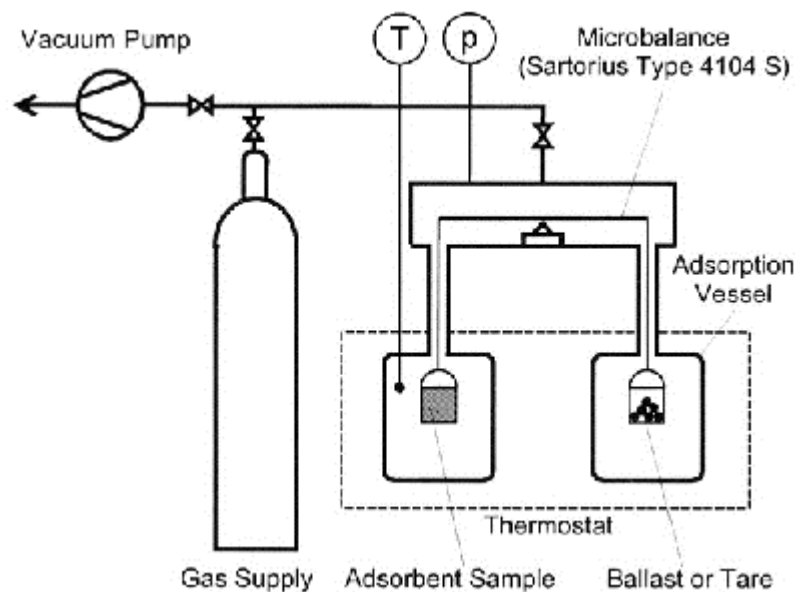 Vacuum Pump
T
p
Microbalance
(Sartorius Type 4104 S)
Adsorption
Vessel
Thermostat
Gas Supply
Adsorbent Sample
Ballast or Tare